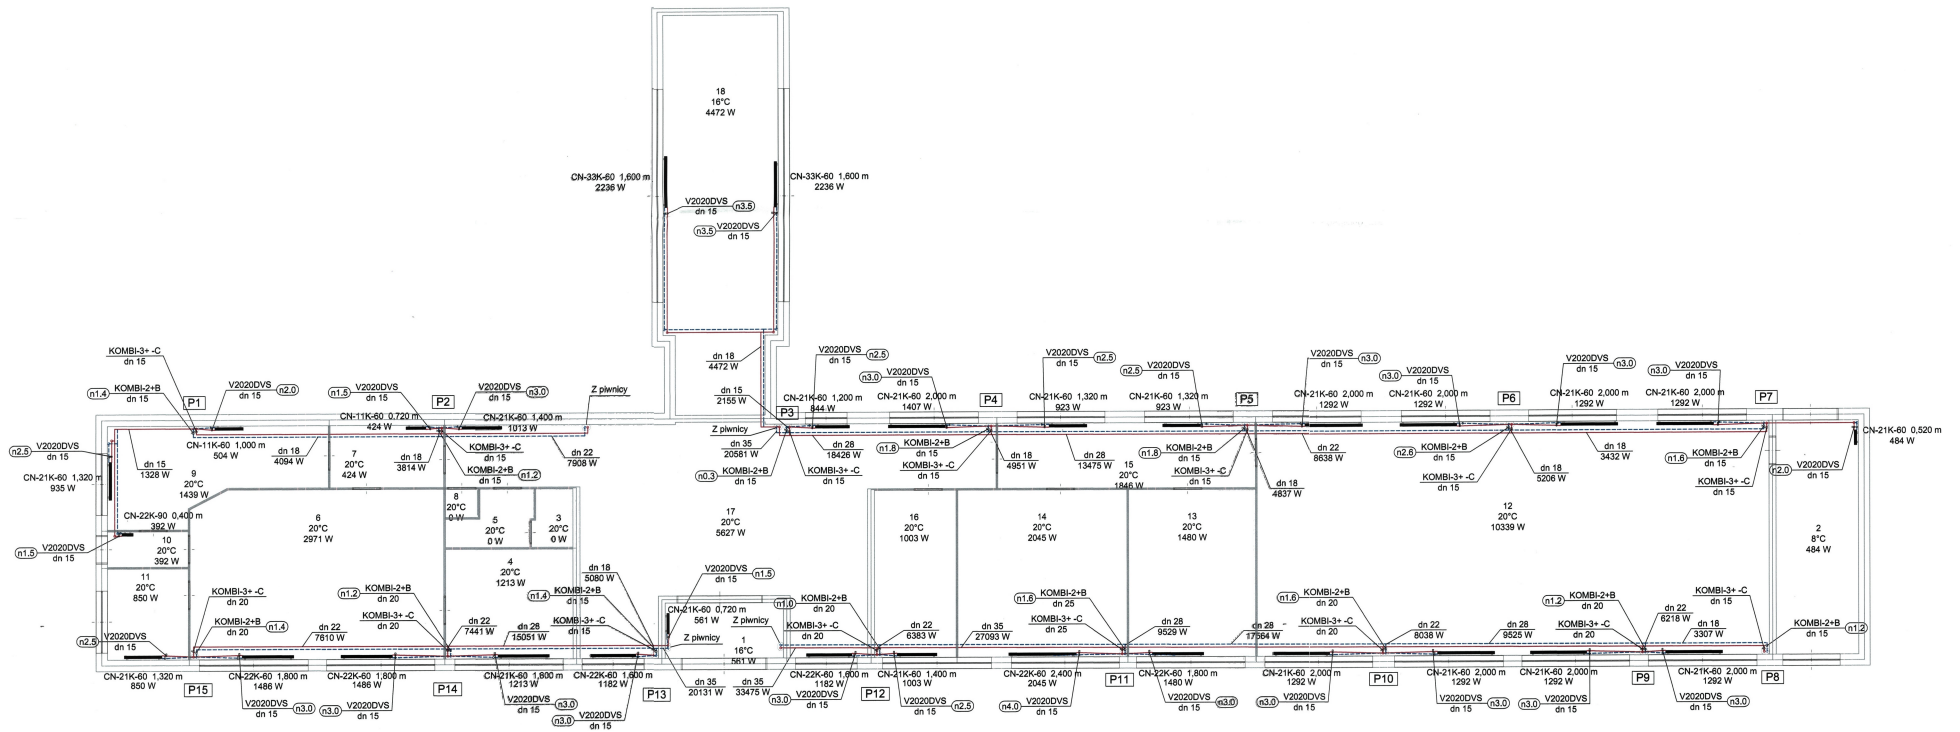 18
16°C
4472 W
CN-33K-60 1,600 m
2236 W
CN-33K-60 1,600 m
2236 W
V2020DVS n3.5
dn 15
n3.5 V2020DVS
dn 15
dn 18
4472 W
dn 15
2155 W
KOMBI-3+ -C
dn 15
n1.4 KOMBI-2+B
dn 15
P1
V2020DVS n2.0
dn 15
n1.5 V2020DVS
dn 15
P2
V2020DVS n3.0
dn 15
Z piwnicy
CN-11K-60 0,720 m
424 W
CN-21K-60 1,400 m
1013 W
V2020DVS
n2.5
dn 15
CN-21K-60 1,320 m
935 W
dn 15
1328 W
CN-11K-60 1,000 m
504 W
dn 18
4094 W
dn 18
3814 W
KOMBI-3+ -C
dn 15
KOMBI-2+B
dn 15 n1.2
dn 22
7908 W
9
20°C
1439 W
7
20°C
424 W
CN-22K-90 0,400 m
392 W
n1.5 V2020DVS
dn 15
10
20°C
392 W
11
20°C
850 W
6
20°C
2971 W
8
20°C
0 W
5
20°C
0 W
3
20°C
0 W
4
20°C
1213 W
17
20°C
5627 W
V2020DVS n2.5
dn 15
n3.0 V2020DVS
dn 15
V2020DVS n2.5
dn 15
n2.5 V2020DVS
dn 15
V2020DVS n3.0
dn 15
n3.0 V2020DVS
dn 15
V2020DVS n3.0
dn 15
n3.0 V2020DVS
dn 15
P3
CN-21K-60 1,200 m
844 W
CN-21K-60 2,000 m
1407 W
P4
CN-21K-60 1,320 m
923 W
CN-21K-60 1,320 m
923 W
P5
CN-21K-60 2,000 m
1292 W
CN-21K-60 2,000 m
1292 W
P6
CN-21K-60 2,000 m
1292 W
CN-21K-60 2,000 m
1292 W
P7
CN-21K-60 0,520 m
484 W
Z piwnicy
dn 35
20581 W
n0.3 KOMBI-2+B
dn 15
dn 28
18426 W
n1.8 KOMBI-2+B
dn 15
KOMBI-3+ -C
dn 15
dn 18
4951 W
dn 28
13475 W
n1.8 KOMBI-2+B
dn 15
KOMBI-3+ -C
dn 15
dn 18
4837 W
dn 22
8638 W
n2.6 KOMBI-2+B
dn 15
KOMBI-3+ -C
dn 15
dn 18
5206 W
dn 18
3432 W
n1.6 KOMBI-2+B
dn 15
KOMBI-3+ -C
dn 15
n2.0 V2020DVS
dn 15
15
20°C
1846 W
16
20°C
1003 W
14
20°C
2045 W
13
20°C
1480 W
12
20°C
10339 W
2
8°C
484 W
KOMBI-3+ -C
dn 20
KOMBI-2+B
dn 20 n1.4
n1.2 KOMBI-2+B
dn 20
KOMBI-3+ -C
dn 20
dn 22
7610 W
dn 22
7441 W
dn 28
15051 W
dn 18
5080 W
n1.4 KOMBI-2+B
dn 15
KOMBI-3+ -C
dn 15
V2020DVS n1.5
dn 15
CN-21K-60 0,720 m
561 W
Z piwnicy
Z piwnicy
1
16°C
561 W
n1.0 KOMBI-2+B
dn 20
KOMBI-3+ -C
dn 20
dn 22
6383 W
dn 35
27093 W
n1.6 KOMBI-2+B
dn 25
KOMBI-3+ -C
dn 25
dn 28
9529 W
dn 28
17564 W
n1.6 KOMBI-2+B
dn 20
KOMBI-3+ -C
dn 20
dn 22
8038 W
dn 28
9525 W
n1.2 KOMBI-2+B
dn 20
KOMBI-3+ -C
dn 20
dn 22
6218 W
dn 18
3307 W
KOMBI-3+ -C
dn 15
KOMBI-2+B
dn 15 n1.2
n2.5 V2020DVS
dn 15
CN-21K-60 1,320 m
850 W
P15
CN-22K-60 1,800 m
1486 W
CN-22K-60 1,800 m
1486 W
P14
CN-21K-60 1,800 m
1213 W
CN-22K-60 1,600 m
1182 W
P13
dn 35
20131 W
dn 35
33475 W
CN-22K-60 1,600 m
1182 W
P12
CN-21K-60 1,400 m
1003 W
CN-22K-60 2,400 m
2045 W
P11
CN-22K-60 1,800 m
1480 W
CN-21K-60 2,000 m
1292 W
P10
CN-21K-60 2,000 m
1292 W
CN-21K-60 2,000 m
1292 W
P9
CN-21K-60 2,000 m
1292 W
P8
V2020DVS n3.0
dn 15
n3.0 V2020DVS
dn 15
V2020DVS n3.0
dn 15
n3.0 V2020DVS
dn 15
n3.0 V2020DVS
dn 15
V2020DVS n2.5
dn 15
n4.0 V2020DVS
dn 15
V2020DVS n3.0
dn 15
n3.0 V2020DVS
dn 15
V2020DVS n3.0
dn 15
n3.0 V2020DVS
dn 15
V2020DVS n3.0
dn 15